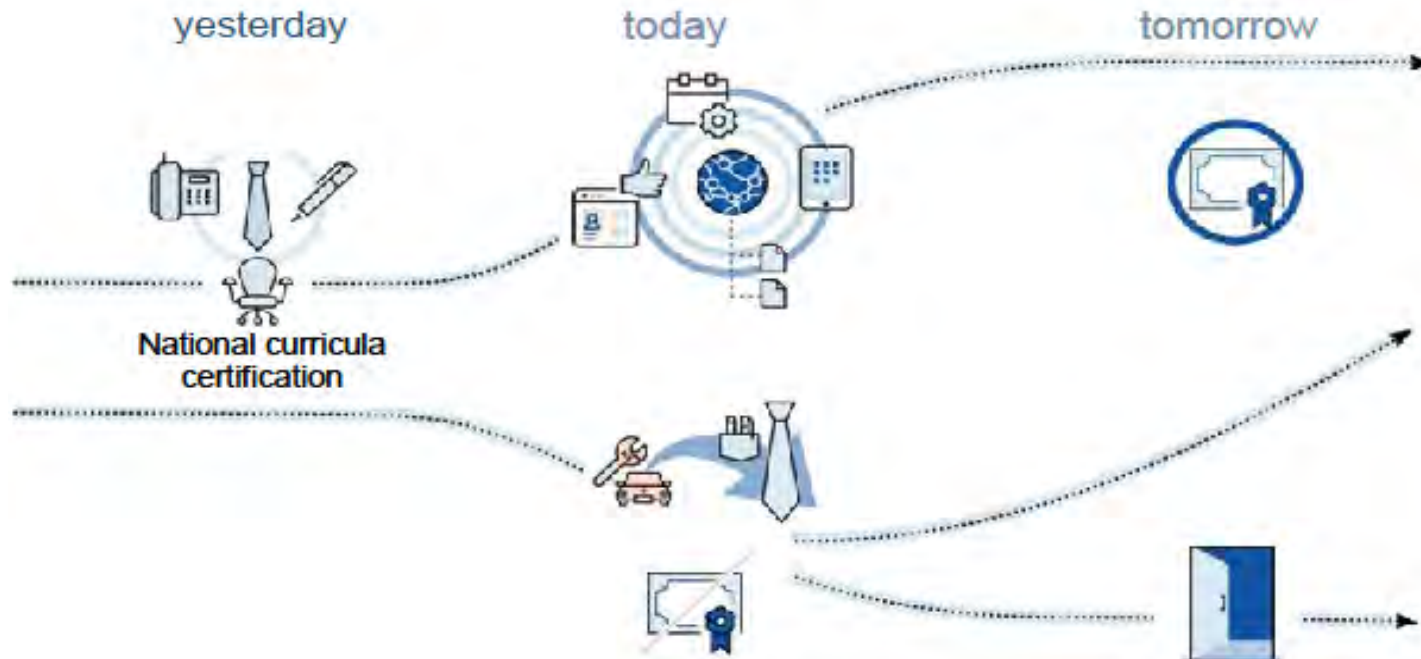 yesterday
today
tomorrow
National curricula
certification